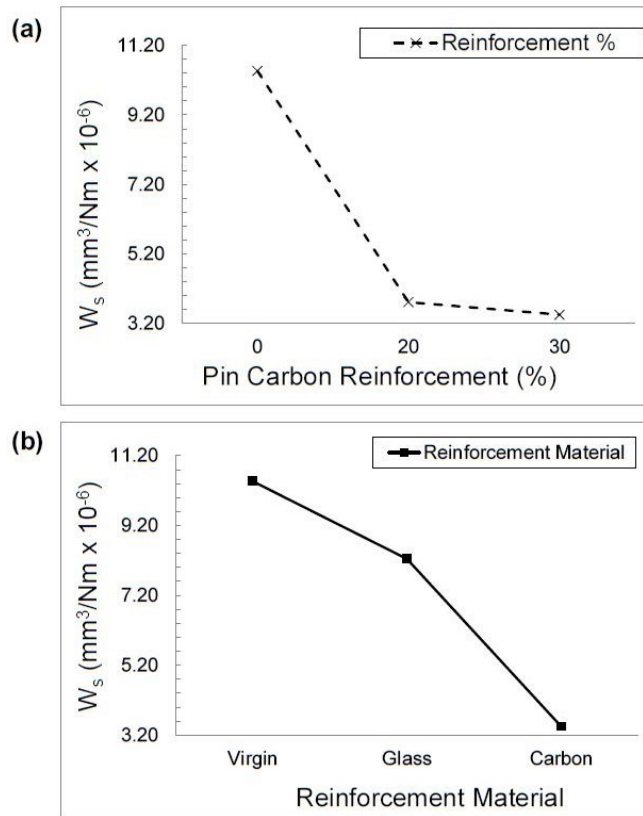 (a)
11.20
9.20
7.20
5.20
3.20
Wₛ (mm³/Nm x 10⁻⁶)
Reinforcement %
0 20 30
Pin Carbon Reinforcement (%)
(b)
11.20
9.20
7.20
5.20
3.20
Wₛ (mm³/Nm x 10⁻⁶)
Reinforcement Material
Virgin Glass Carbon
Reinforcement Material